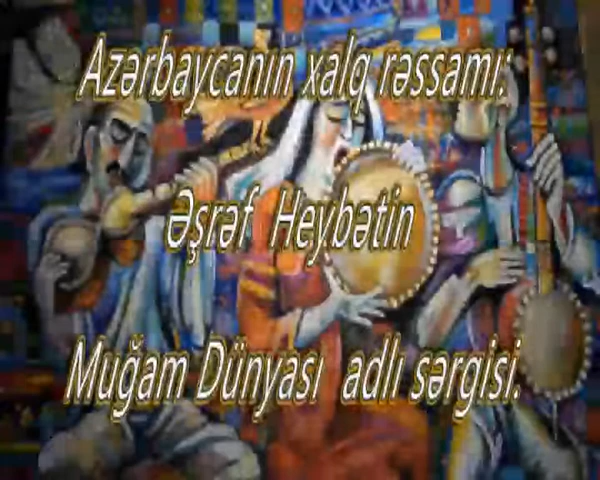 Azərbaycanın xalq rəssamı:
Əşrəf Heybətin
Muğam Dünyası adlı sərgisi.